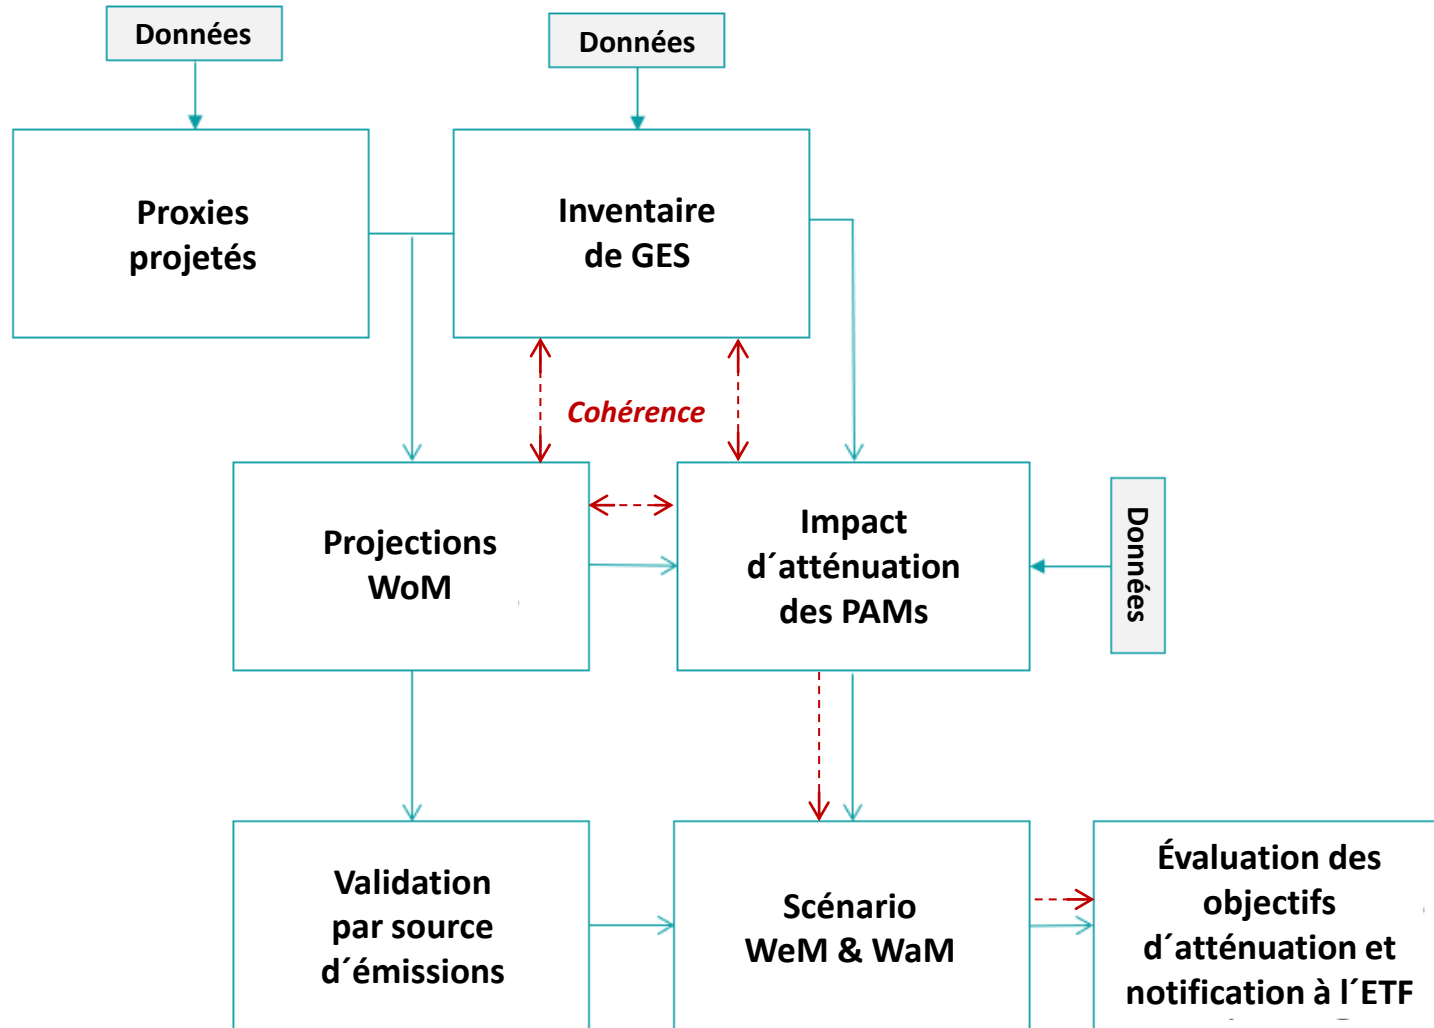 Données
Données
Proxies
projetés
Inventaire
de GES
Cohérence
Projections
WoM
Impact
d´atténuation
des PAMs
Données
Validation
par source
d´émissions
Scénario
WeM & WaM
Évaluation des
objectifs
d´atténuation et
notification à l´ETF